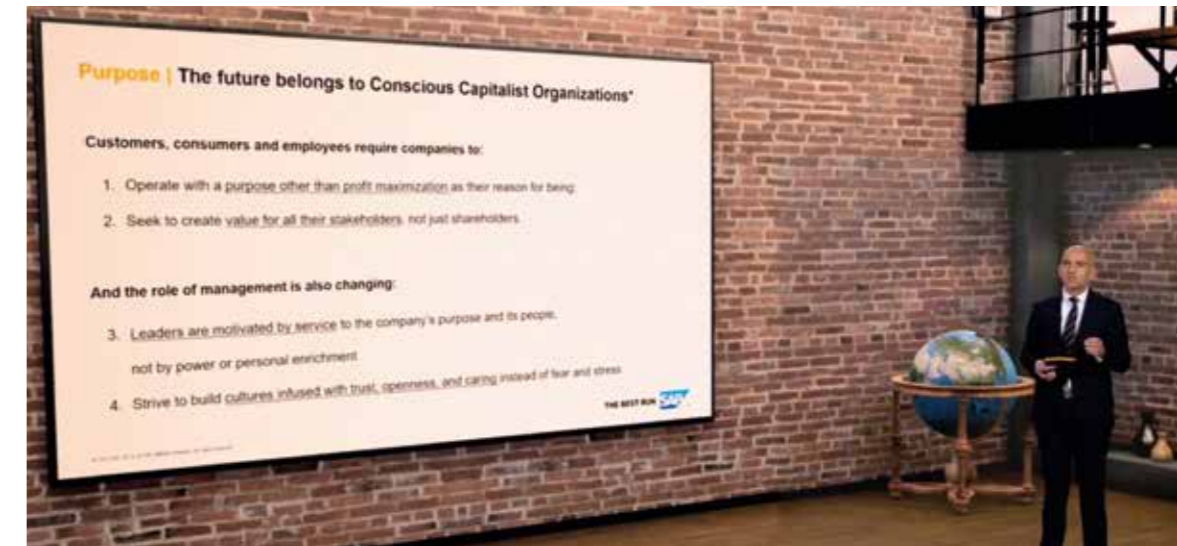 Purpose | The future belongs to Conscious Capitalist Organizations*
Customers, consumers and employees require companies to:
1. Operate with a purpose other than profit maximization as their reason for being.
2. Seek to create value for all their stakeholders, not just shareholders.
And the role of management is also changing:
3. Leaders are motivated by service to the company's purpose and its people,
not by power or personal enrichment
4. Strive to build cultures infused with trust, openness, and caring instead of fear and stress
THE BEST RUN SAP